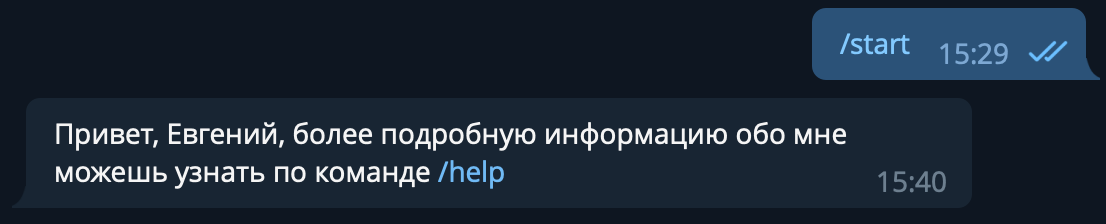 /start 15:29
Привет, Евгений, более подробную информацию обо мне
можешь узнать по команде /help
15:40